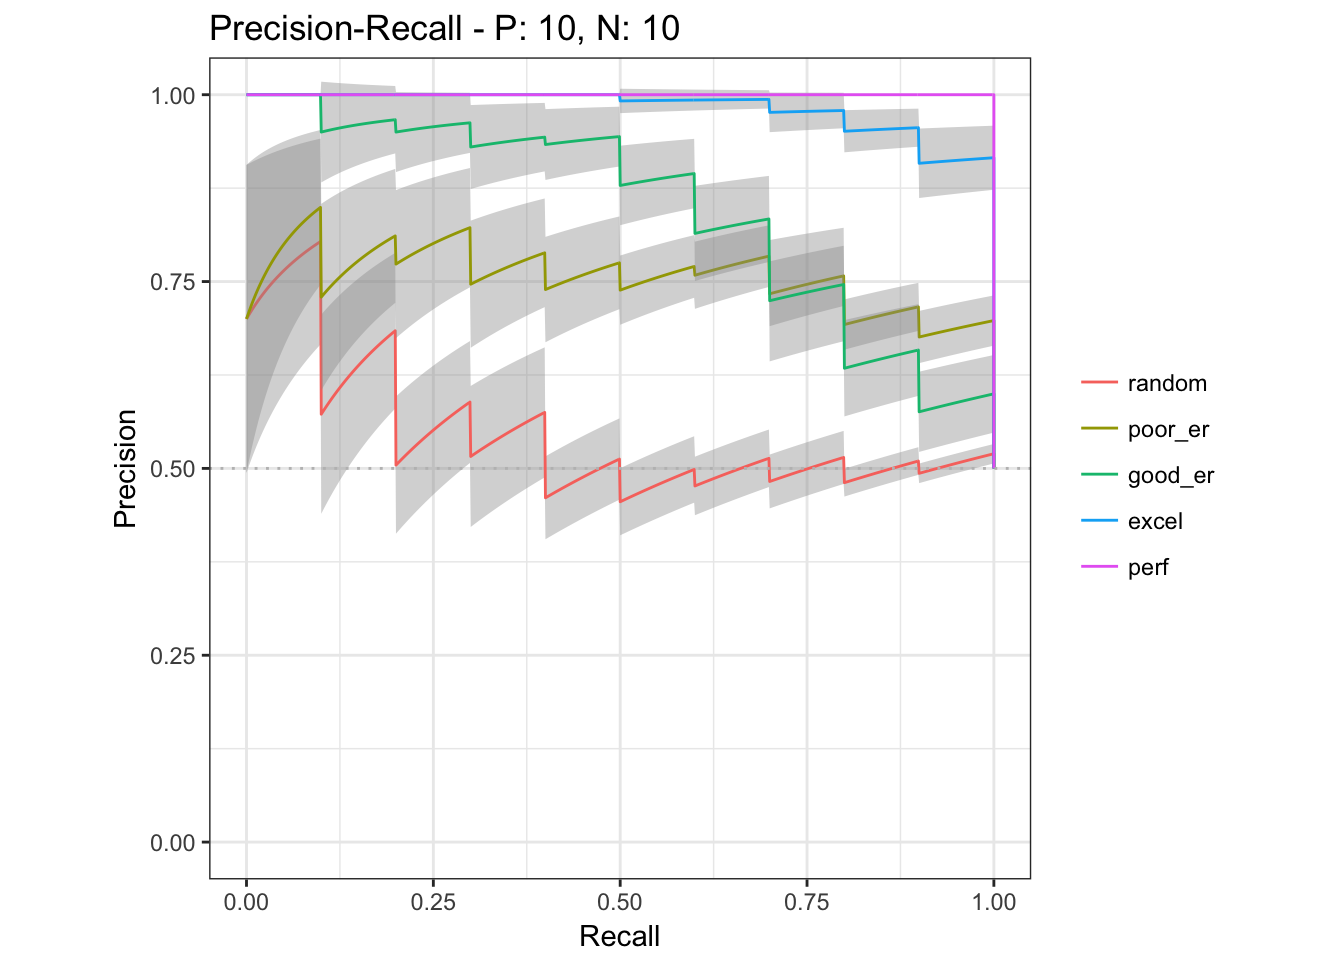 Precision-Recall - P: 10, N: 10
Precision
1.00
0.75
0.50
0.25
0.00
0.00 0.25 0.50 0.75 1.00
Recall
random
poor_er
good_er
excel
perf